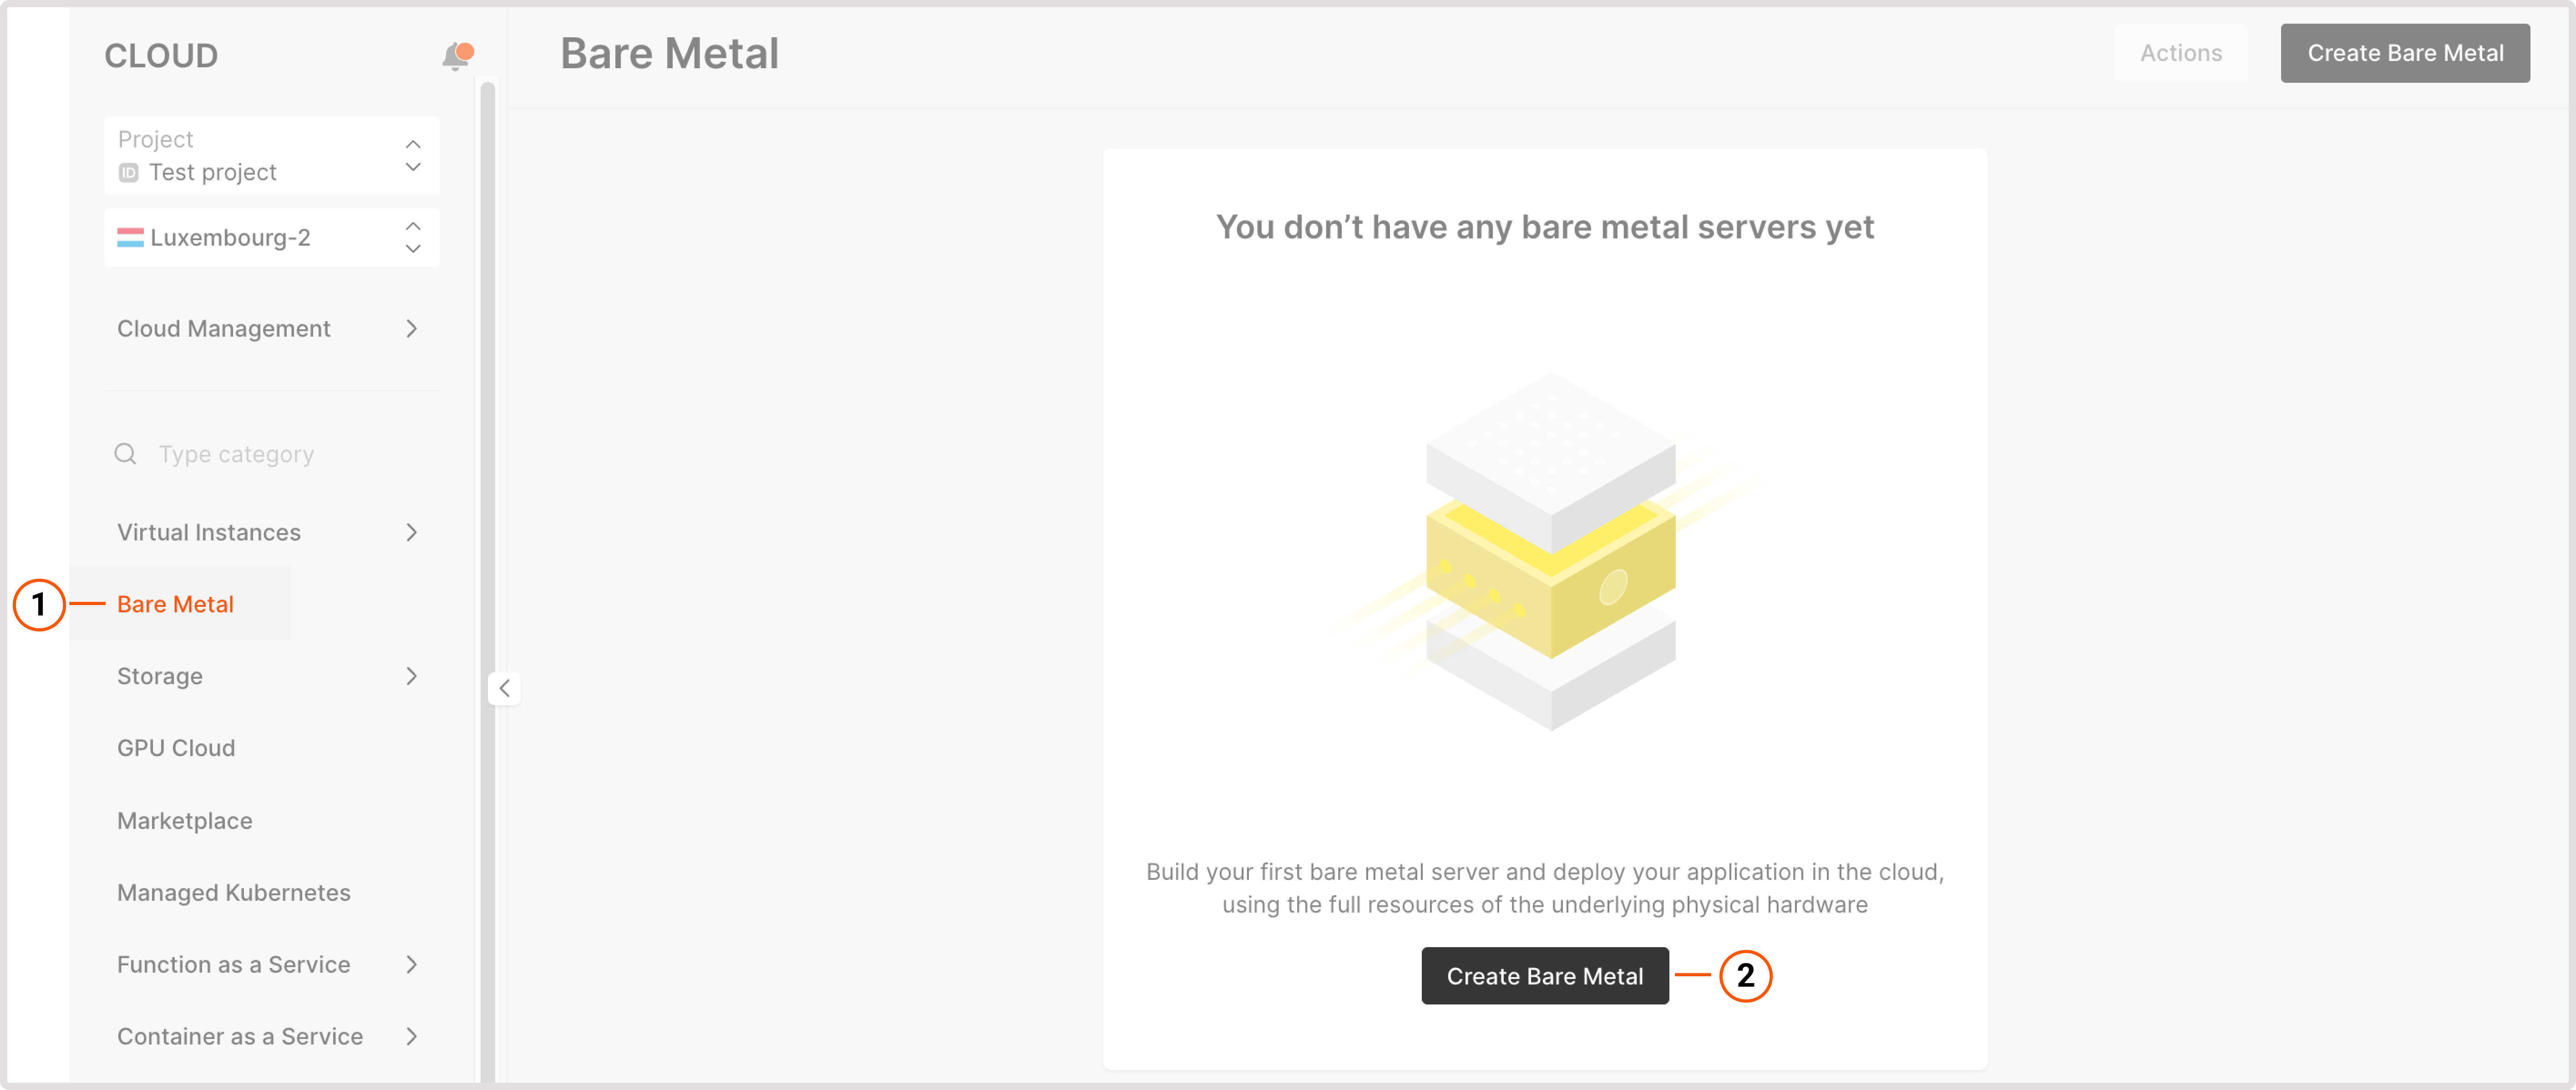 CLOUD
Project
ID Test project
Luxembourg-2
Cloud Management
Type category
Virtual Instances
1
Bare Metal
Storage
GPU Cloud
Marketplace
Managed Kubernetes
Function as a Service
Container as a Service
Bare Metal
Actions
Create Bare Metal
You don’t have any bare metal servers yet
Build your first bare metal server and deploy your application in the cloud,
using the full resources of the underlying physical hardware
Create Bare Metal
2